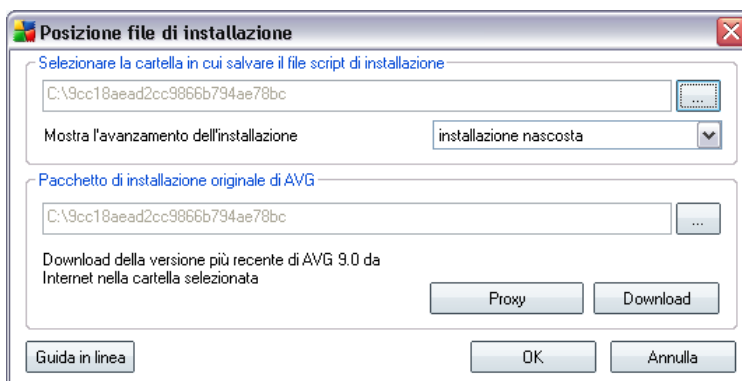 Posizione file di installazione
Selezionare la cartella in cui salvare il file script di installazione
C:\9cc18aead2cc9866b794ae78bc
...
Mostra l'avanzamento dell'installazione
installazione nascosta
Pacchetto di installazione originale di AVG
C:\9cc18aead2cc9866b794ae78bc
...
Download della versione più recente di AVG 9.0 da
Internet nella cartella selezionata
Proxy
Download
Guida in linea
OK
Annulla